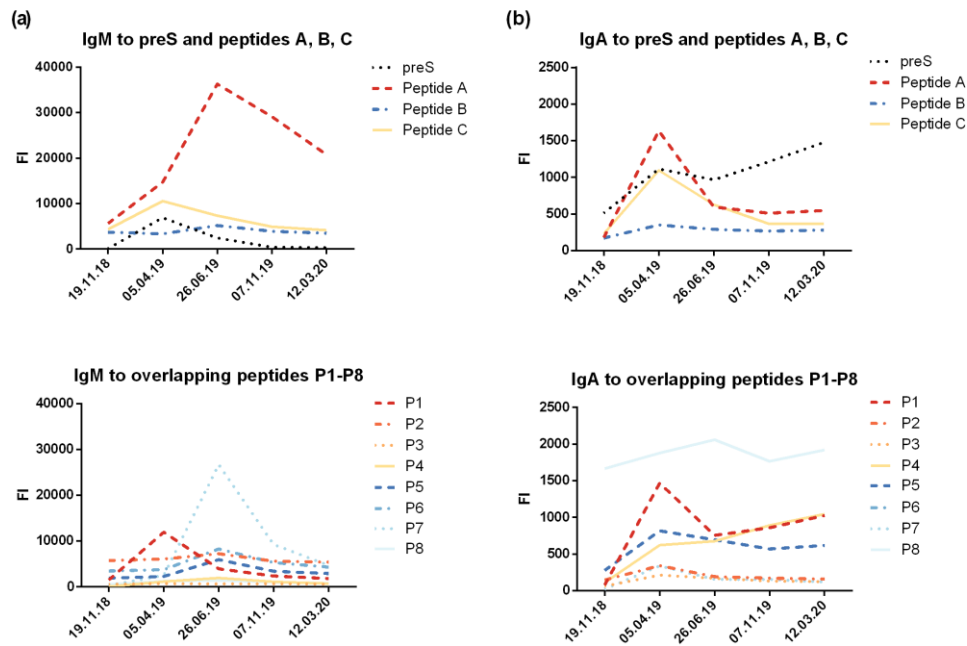 (a)
IgM to preS and peptides A, B, C
40000
30000
20000
10000
0
FI
19.11.18
05.04.19
26.06.19
07.11.19
12.03.20
preS
Peptide A
Peptide B
Peptide C
(b)
IgA to preS and peptides A, B, C
2500
2000
1500
1000
500
0
FI
19.11.18
05.04.19
26.06.19
07.11.19
12.03.20
preS
Peptide A
Peptide B
Peptide C
IgM to overlapping peptides P1-P8
40000
30000
20000
10000
0
FI
19.11.18
05.04.19
26.06.19
07.11.19
12.03.20
P1
P2
P3
P4
P5
P6
P7
P8
IgA to overlapping peptides P1-P8
2500
2000
1500
1000
500
0
FI
19.11.18
05.04.19
26.06.19
07.11.19
12.03.20
P1
P2
P3
P4
P5
P6
P7
P8